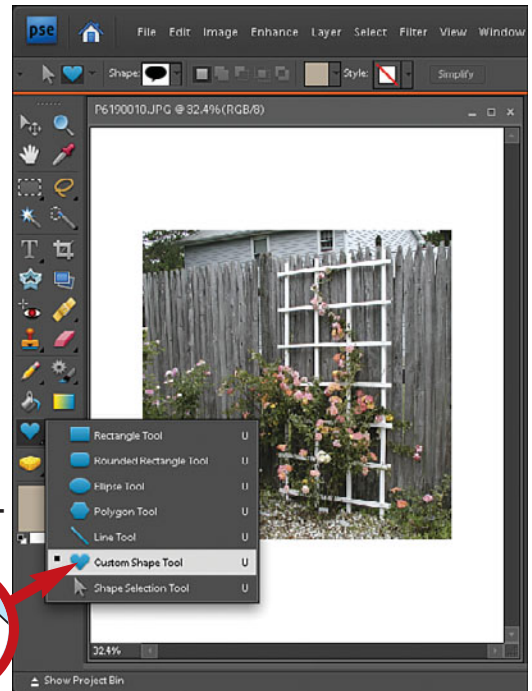 pse File Edit Image Enhance Layer Select Filter View Window
Shape: Style: Simplify
P6190010.JPG @ 32.4% (RGB/8)
T
Rectangle Tool U
Rounded Rectangle Tool U
Ellipse Tool U
Polygon Tool U
Line Tool U
Custom Shape Tool U
Shape Selection Tool U
32.4%
Show Project Bin